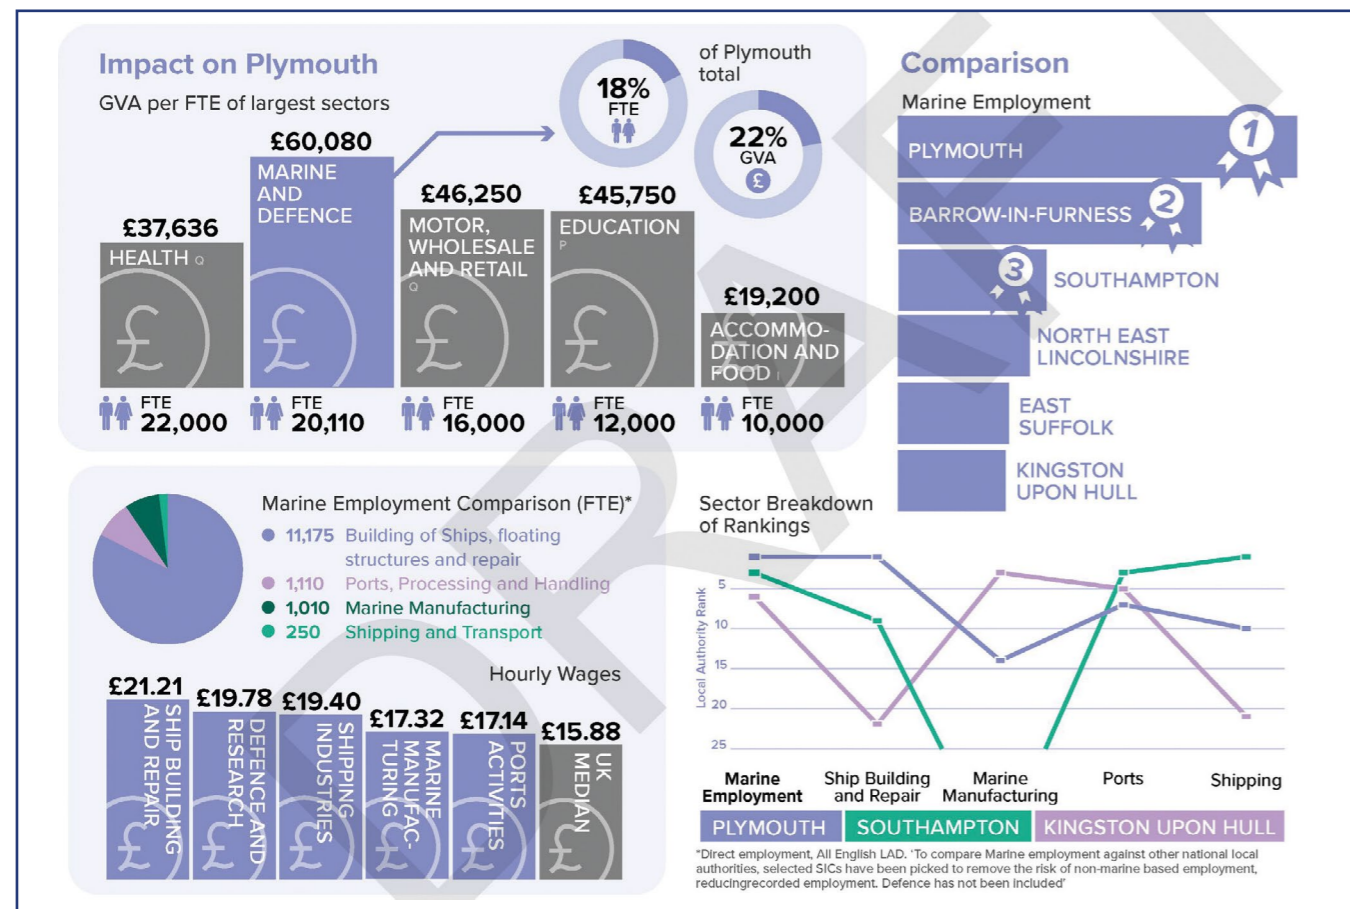 Impact on Plymouth
GVA per FTE of largest sectors
£37,636
HEALTH Q
£60,080
MARINE
AND
DEFENCE
£46,250
MOTOR,
WHOLESALE
AND RETAIL
Q
£45,750
EDUCATION
P
£19,200
ACCOMMO-
DATION AND
FOOD I
18%
FTE
of Plymouth
total
22%
GVA
£
£
£
£
£
£
FTE
22,000
FTE
20,110
FTE
16,000
FTE
12,000
FTE
10,000
Comparison
Marine Employment
PLYMOUTH
1
BARROW-IN-FURNESS
2
3
SOUTHAMPTON
NORTH EAST
LINCOLNSHIRE
EAST
SUFFOLK
KINGSTON
UPON HULL
Marine Employment Comparison (FTE)*
11,175 Building of Ships, floating
structures and repair
1,110 Ports, Processing and Handling
1,010 Marine Manufacturing
250 Shipping and Transport
Hourly Wages
£21.21
SHIP BUILDING
AND REPAIR
£19.78
DEFENCE AND
RESEARCH
£19.40
SHIPPING
INDUSTRIES
£17.32
MARINE
MANUFAC-
TURING
£17.14
PORTS
ACTIVITIES
£15.88
UK
MEDIAN
£
£
£
£
£
£
Sector Breakdown
of Rankings
Local Authority Rank
5
10
15
20
25
Marine
Employment
Ship Building
and Repair
Marine
Manufacturing
Ports
Shipping
PLYMOUTH
SOUTHAMPTON
KINGSTON UPON HULL
*Direct employment, All English LAD. 'To compare Marine employment against other national local
authorities, selected SICs have been picked to remove the risk of non-marine based employment,
reducingrecorded employment. Defence has not been included'
DRAFT